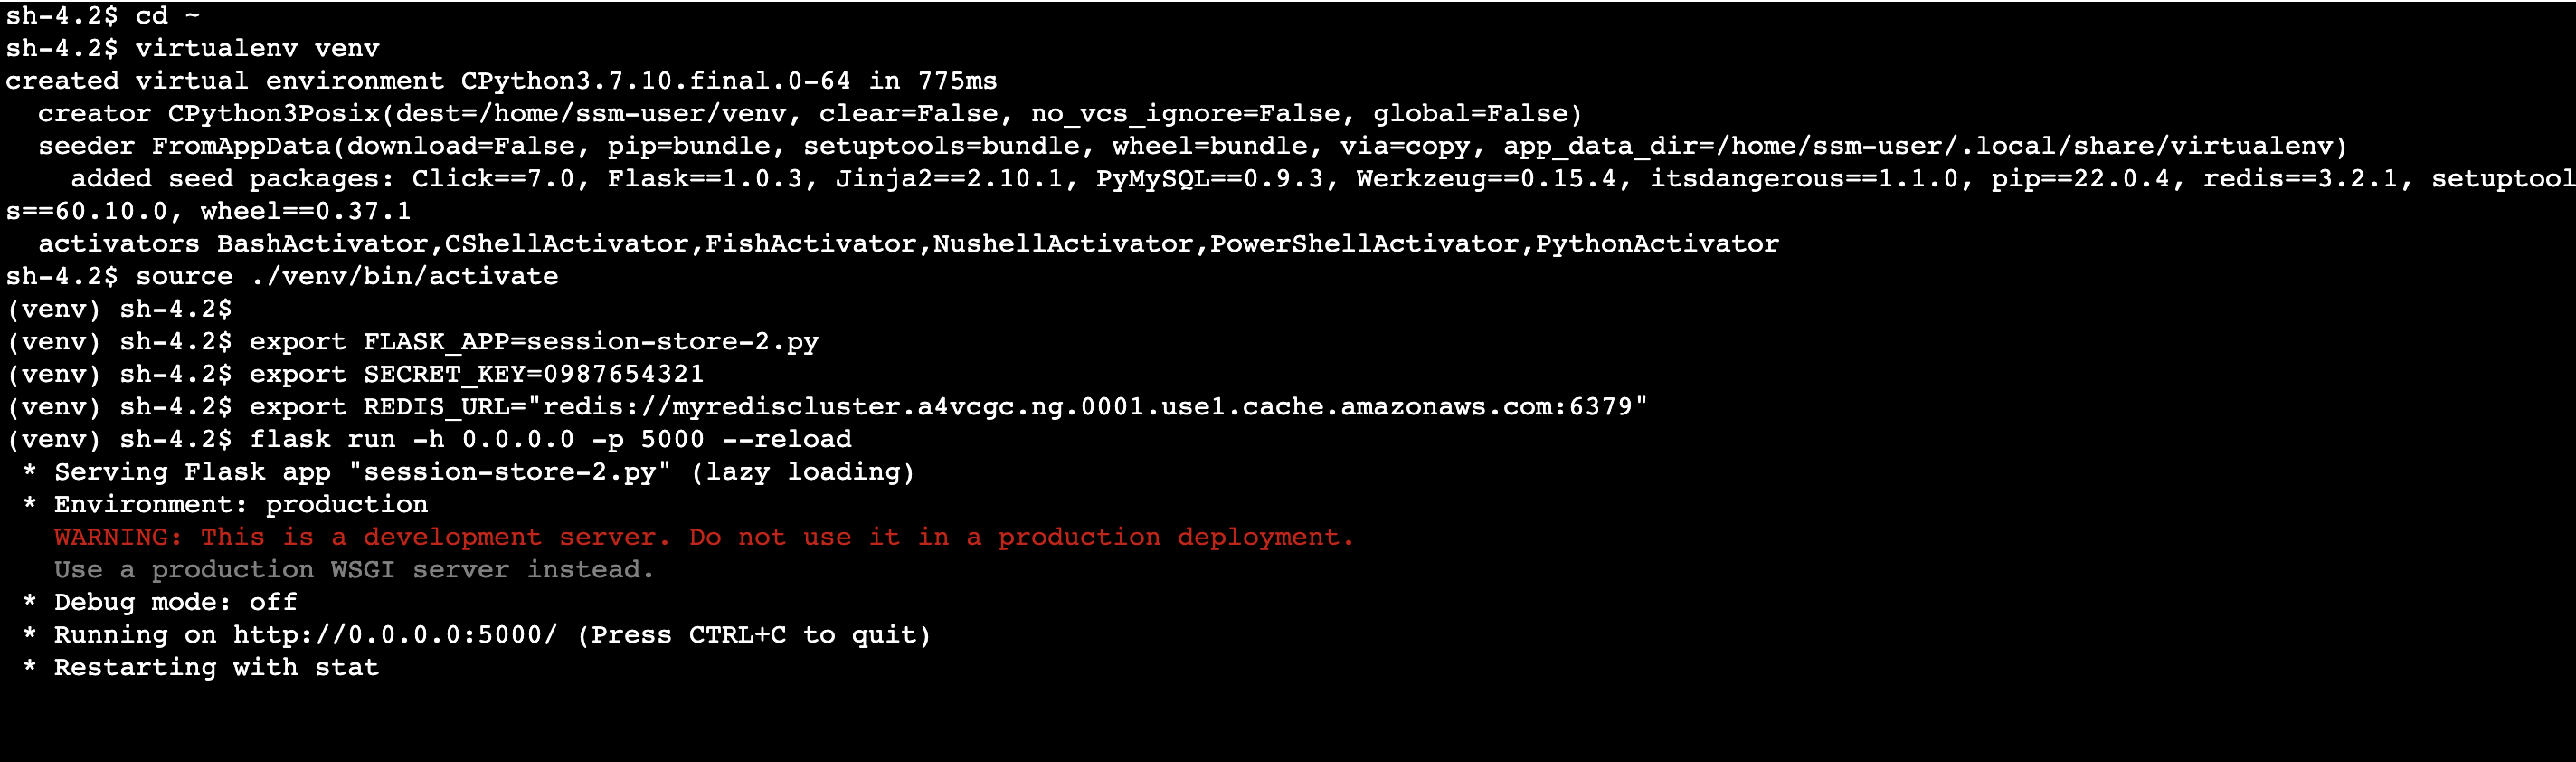 sh-4.2$ cd ~
sh-4.2$ virtualenv venv
created virtual environment CPython3.7.10.final.0-64 in 775ms
  creator CPython3Posix(dest=/home/ssm-user/venv, clear=False, no_vcs_ignore=False, global=False)
  seeder FromAppData(download=False, pip=bundle, setuptools=bundle, wheel=bundle, via=copy, app_data_dir=/home/ssm-user/.local/share/virtualenv)
    added seed packages: Click==7.0, Flask==1.0.3, Jinja2==2.10.1, PyMySQL==0.9.3, Werkzeug==0.15.4, itsdangerous==1.1.0, pip==22.0.4, redis==3.2.1, setuptool
s==60.10.0, wheel==0.37.1
  activators BashActivator,CShellActivator,FishActivator,NushellActivator,PowerShellActivator,PythonActivator
sh-4.2$ source ./venv/bin/activate
(venv) sh-4.2$
(venv) sh-4.2$ export FLASK_APP=session-store-2.py
(venv) sh-4.2$ export SECRET_KEY=0987654321
(venv) sh-4.2$ export REDIS_URL="redis://myrediscluster.a4vcgc.ng.0001.use1.cache.amazonaws.com:6379"
(venv) sh-4.2$ flask run -h 0.0.0.0 -p 5000 --reload
 * Serving Flask app "session-store-2.py" (lazy loading)
 * Environment: production
   WARNING: This is a development server. Do not use it in a production deployment.
   Use a production WSGI server instead.
 * Debug mode: off
 * Running on http://0.0.0.0:5000/ (Press CTRL+C to quit)
 * Restarting with stat